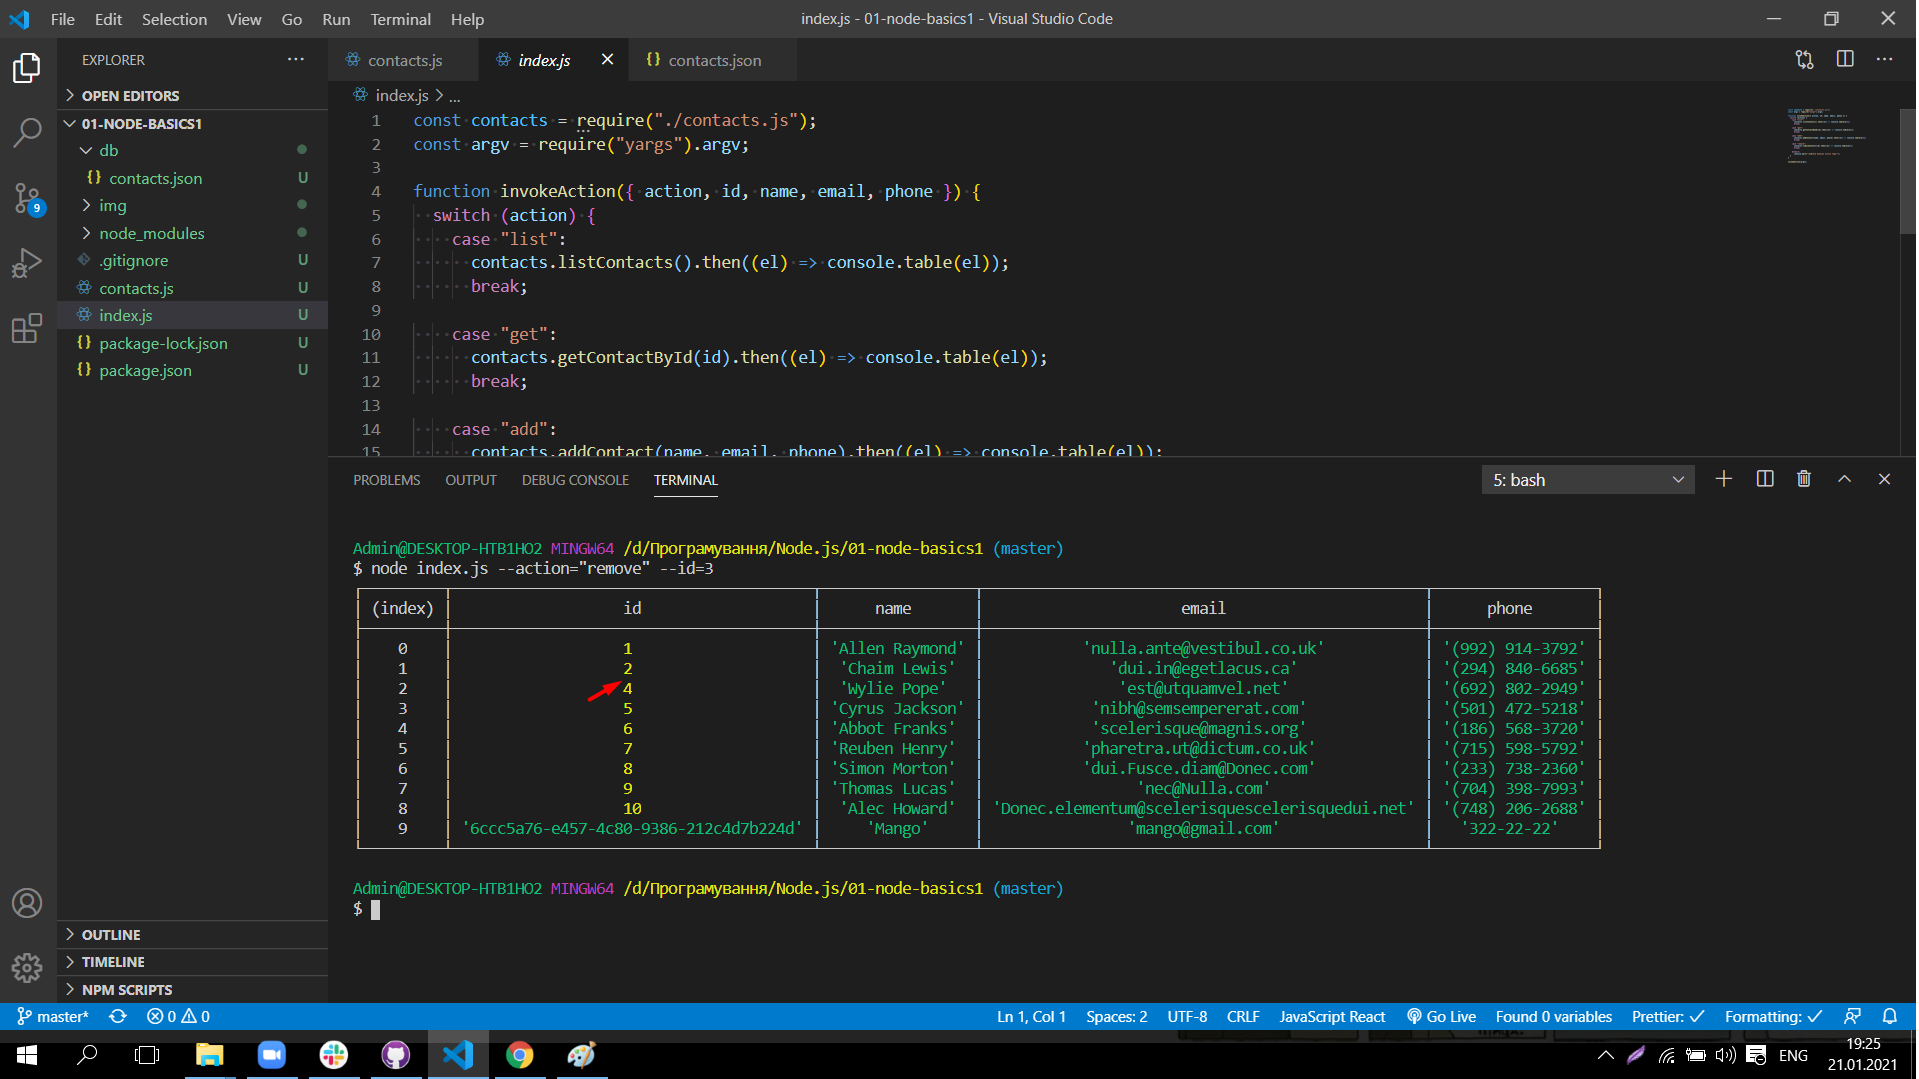 File Edit Selection View Go Run Terminal Help
index.js - 01-node-basics1 - Visual Studio Code
EXPLORER
OPEN EDITORS
01-NODE-BASICS1
db
contacts.json U
img
node_modules
.gitignore U
contacts.js U
index.js U
package-lock.json U
package.json U
OUTLINE
TIMELINE
NPM SCRIPTS
9
contacts.js index.js contacts.json
index.js > ...
1 const contacts = require("./contacts.js");
2 const argv = require("yargs").argv;
3
4 function invokeAction({ action, id, name, email, phone }) {
5 switch (action) {
6 case "list":
7 contacts.listContacts().then((el) => console.table(el));
8 break;
9
10 case "get":
11 contacts.getContactById(id).then((el) => console.table(el));
12 break;
13
14 case "add":
15 contacts.addContact(name, email, phone).then((el) => console.table(el));
PROBLEMS OUTPUT DEBUG CONSOLE TERMINAL 5: bash
Admin@DESKTOP-HTB1HO2 MINGW64 /d/Програмування/Node.js/01-node-basics1 (master)
$ node index.js --action="remove" --id=3
(index) id name email phone
0 1 'Allen Raymond' 'nulla.ante@vestibul.co.uk' '(992) 914-3792'
1 2 'Chaim Lewis' 'dui.in@egetlacus.ca' '(294) 840-6685'
2 4 'Wylie Pope' 'est@utquamvel.net' '(692) 802-2949'
3 5 'Cyrus Jackson' 'nibh@semsempererat.com' '(501) 472-5218'
4 6 'Abbot Franks' 'scelerisque@magnis.org' '(186) 568-3720'
5 7 'Reuben Henry' 'pharetra.ut@dictum.co.uk' '(715) 598-5792'
6 8 'Simon Morton' 'dui.Fusce.diam@Donec.com' '(233) 738-2360'
7 9 'Thomas Lucas' 'nec@Nulla.com' '(704) 398-7993'
8 10 'Alec Howard' 'Donec.elementum@scelerisquescelerisquedui.net' '(748) 206-2688'
9 '6ccc5a76-e457-4c80-9386-212c4d7b224d' 'Mango' 'mango@gmail.com' '322-22-22'
Admin@DESKTOP-HTB1HO2 MINGW64 /d/Програмування/Node.js/01-node-basics1 (master)
$
master* 0 0 Ln 1, Col 1 Spaces: 2 UTF-8 CRLF JavaScript React Go Live Found 0 variables Prettier: Formatting:
ENG 19:25
21.01.2021